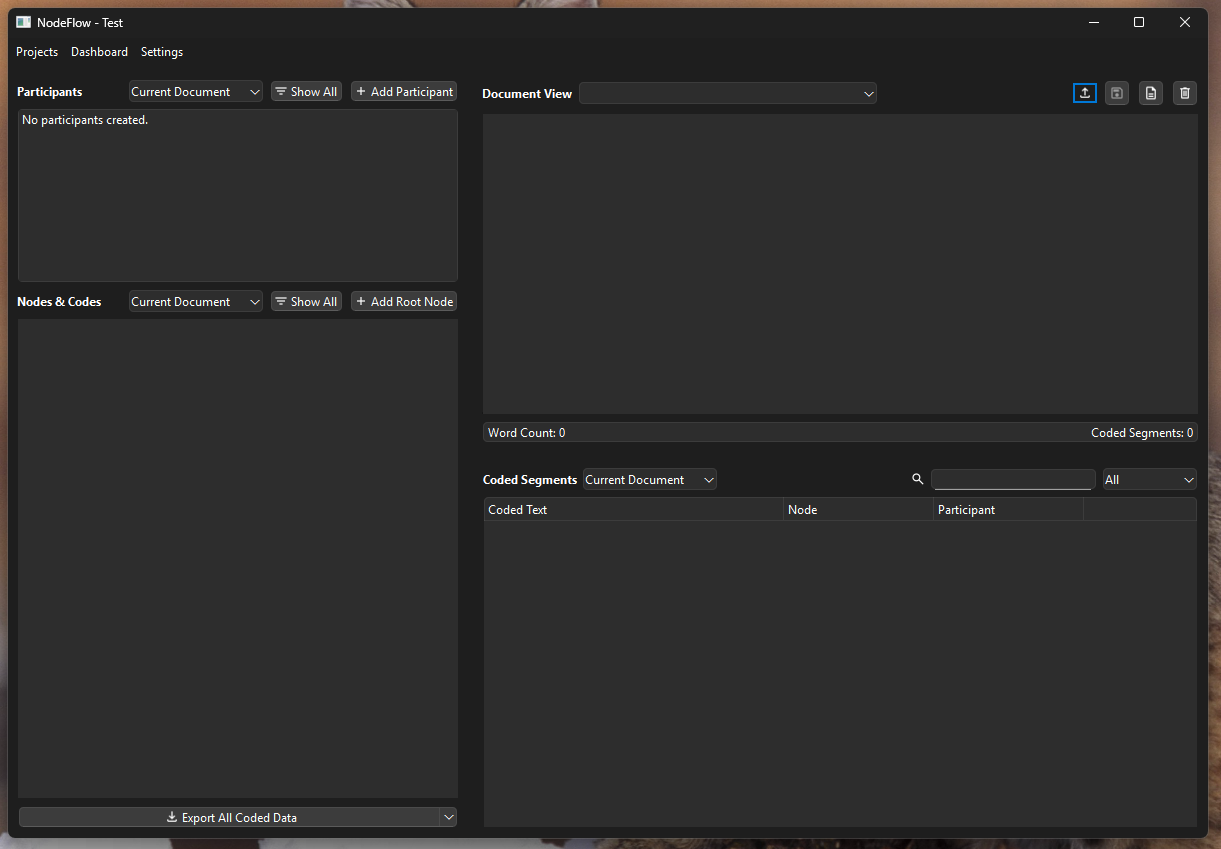 NodeFlow - Test
Projects Dashboard Settings
Participants Current Document Show All + Add Participant
No participants created.
Nodes & Codes Current Document Show All + Add Root Node
Export All Coded Data
Document View
Word Count: 0 Coded Segments: 0
Coded Segments Current Document All
Coded Text Node Participant